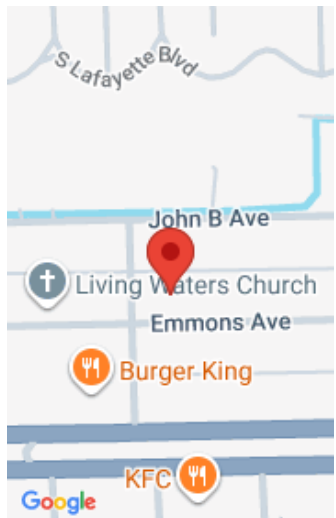 S Lafayette Blvd
John B Ave
Living Waters Church
Emmons Ave
Burger King
KFC
Google